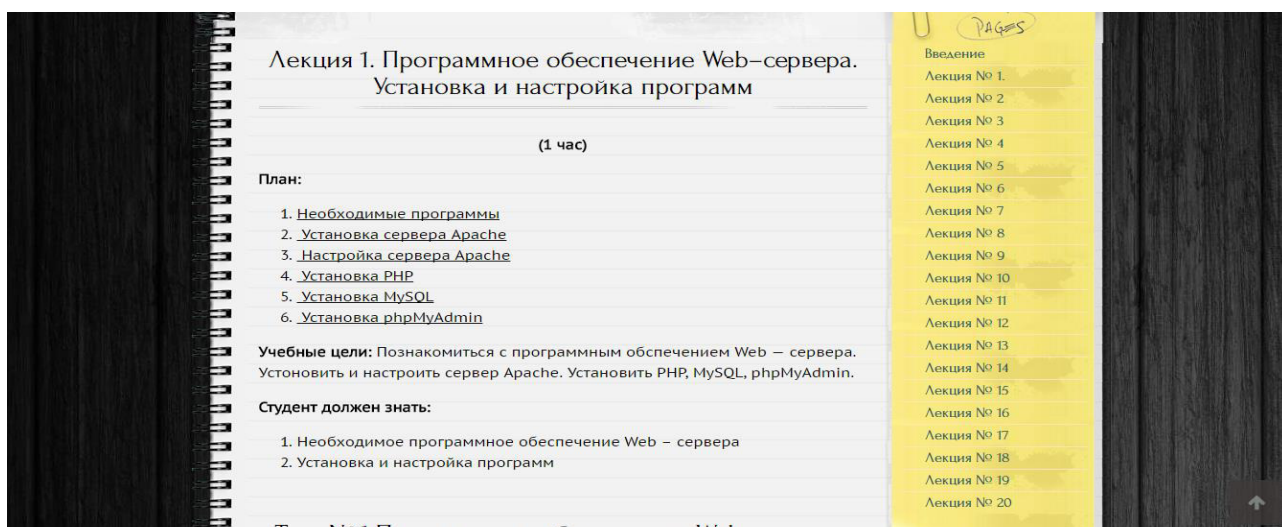 Лекция 1. Программное обеспечение Web–сервера.
Установка и настройка программ
(1 час)
План:
1. Необходимые программы
2. Установка сервера Apache
3. Настройка сервера Apache
4. Установка PHP
5. Установка MySQL
6. Установка phpMyAdmin
Учебные цели: Познакомиться с программным обспечением Web — сервера.
Устоновить и настроить сервер Apache. Установить PHP, MySQL, phpMyAdmin.
Студент должен знать:
1. Необходимое программное обеспечение Web – сервера
2. Установка и настройка программ
PAGES
Введение
Лекция № 1.
Лекция № 2
Лекция № 3
Лекция № 4
Лекция № 5
Лекция № 6
Лекция № 7
Лекция № 8
Лекция № 9
Лекция № 10
Лекция № 11
Лекция № 12
Лекция № 13
Лекция № 14
Лекция № 15
Лекция № 16
Лекция № 17
Лекция № 18
Лекция № 19
Лекция № 20